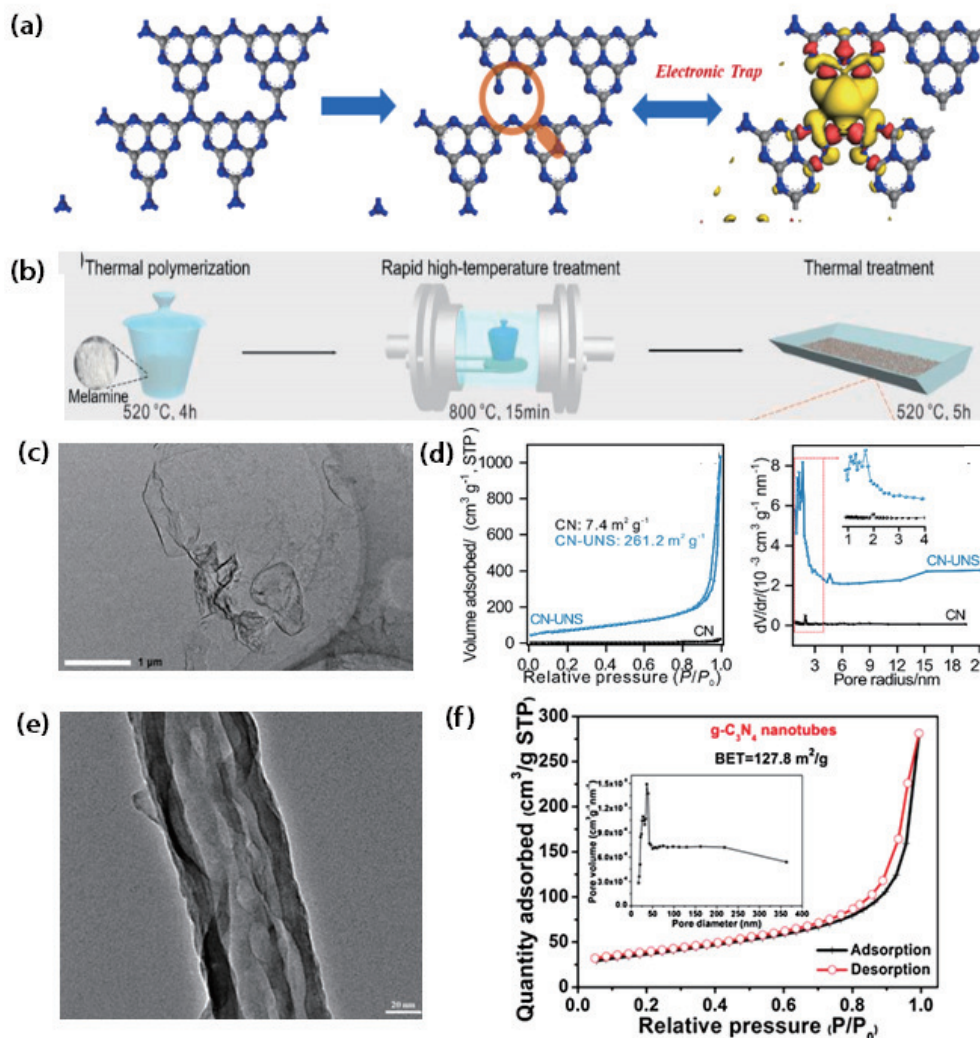 (a)
Electronic Trap
(b)
Thermal polymerization
Rapid high-temperature treatment
Thermal treatment
Melamine
520 °C, 4h
800 °C, 15min
520 °C, 5h
(c)
1 µm
(d)
Volume adsorbed/ (cm³ g⁻¹, STP)
1000
800
600
400
200
0
CN: 7.4 m² g⁻¹
CN-UNS: 261.2 m² g⁻¹
CN-UNS
CN
0.0 0.2 0.4 0.6 0.8 1.0
Relative pressure (P/P₀)
dV/dr/(10⁻³ cm³ g⁻¹ nm⁻¹)
8
6
4
2
0
1 2 3 4
CN-UNS
CN
3 6 9 12 15 18
Pore radius/nm
(e)
20 nm
(f)
Quantity adsorbed (cm³/g STP)
300
250
200
150
100
50
0
g-C₃N₄ nanotubes
BET=127.8 m²/g
Pore volume (cm³g⁻¹nm⁻¹)
0.0
0 50 100 150 200 250 300 350 400
Pore diameter (nm)
Adsorption
Desorption
0.0 0.2 0.4 0.6 0.8 1.0
Relative pressure (P/P₀)